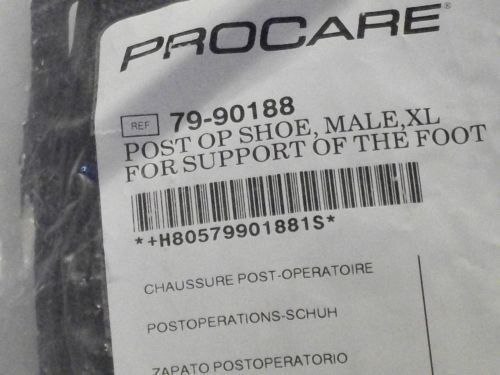 PROCARE®
REF 79-90188
POST OP SHOE, MALE,XL
FOR SUPPORT OF THE FOOT
*+H80579901881S*
CHAUSSURE POST-OPERATOIRE
POSTOPERATIONS-SCHUH
ZAPATO POSTOPERATORIO